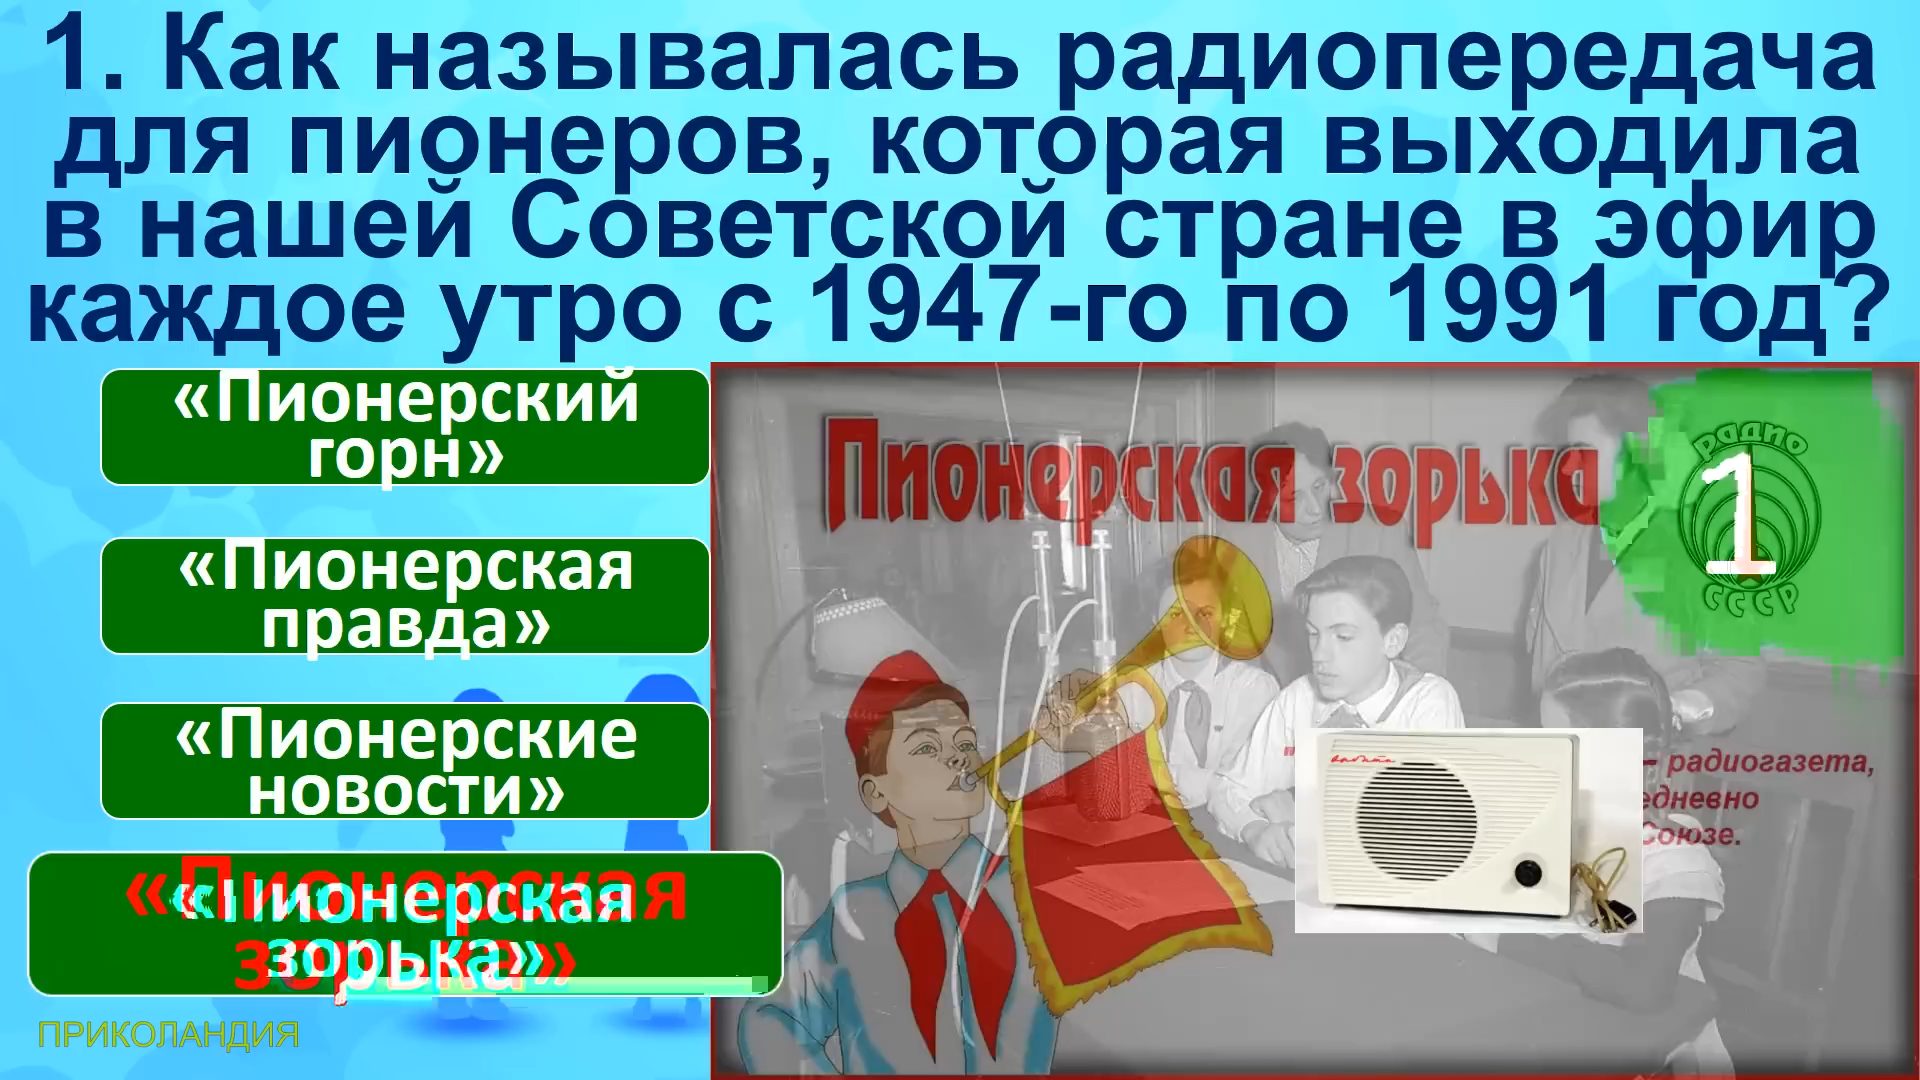 1. Как называлась радиопередача
для пионеров, которая выходила
в нашей Советской стране в эфир
каждое утро с 1947-го по 1991 год?
«Пионерский
горн»
«Пионерская
правда»
«Пионерские
новости»
«Пионерская
зорька»
ПРИКОЛАНДИЯ
Пионерская зорька
Радио
1
СССР
– радиогазета,
едневно
Союзе.